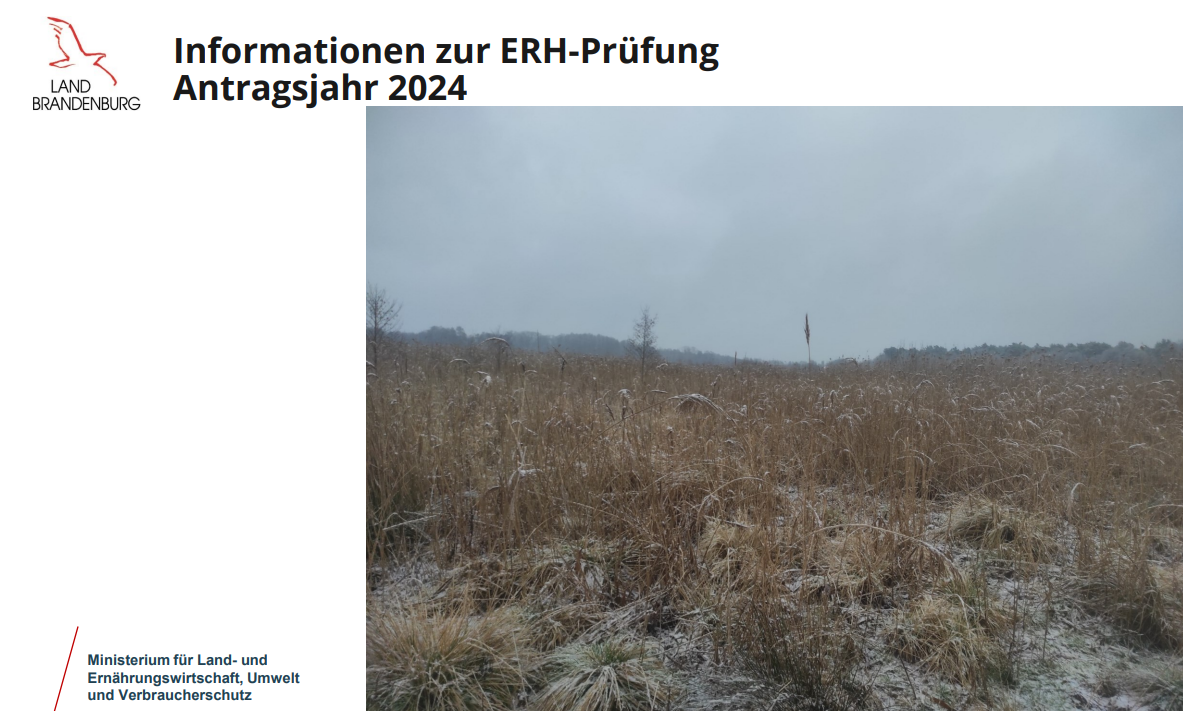 LAND
BRANDENBURG
Informationen zur ERH-Prüfung
Antragsjahr 2024
Ministerium für Land- und
Ernährungswirtschaft, Umwelt
und Verbraucherschutz